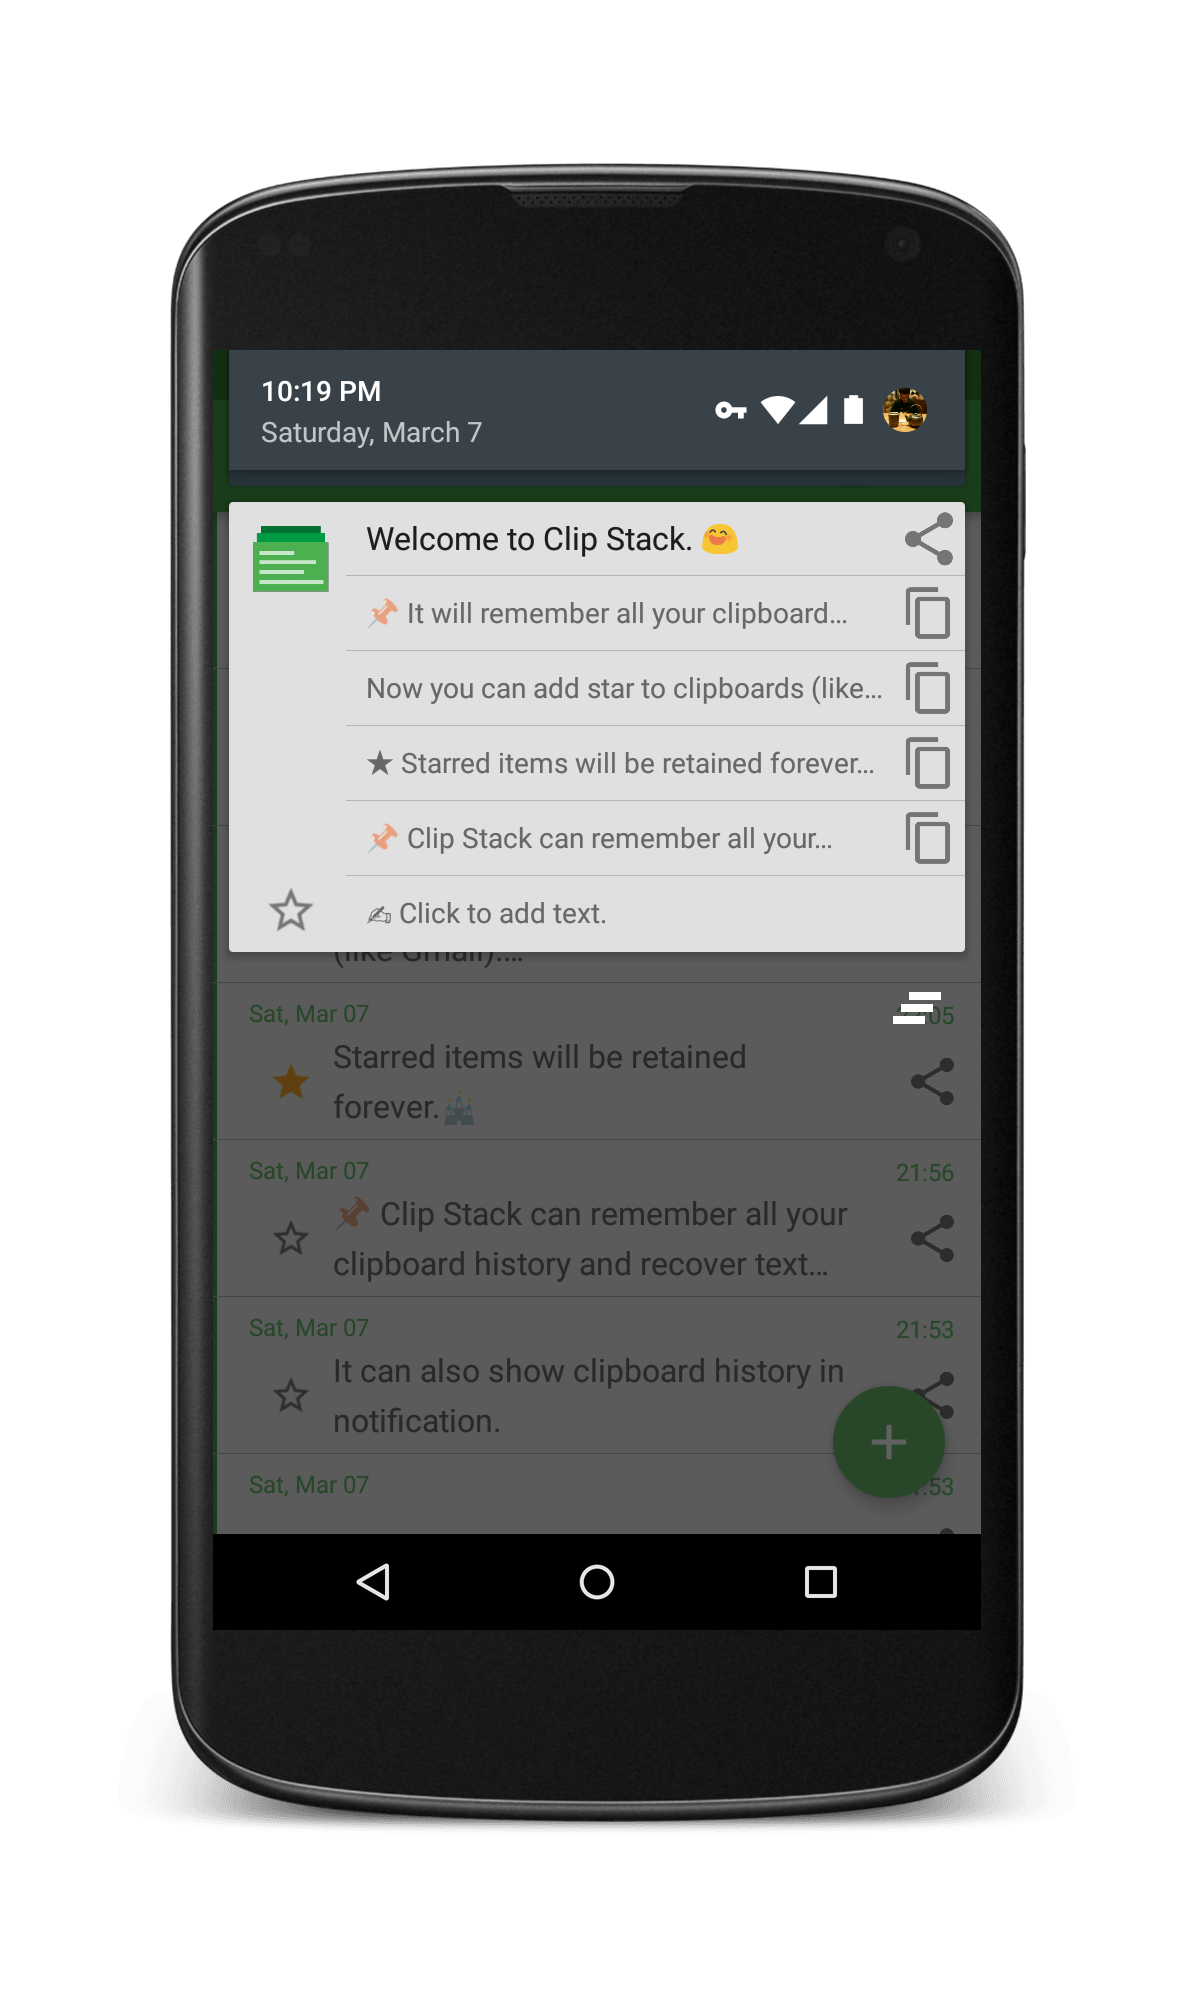 10:19 PM
Saturday, March 7
Welcome to Clip Stack. 😄
📌 It will remember all your clipboard…
Now you can add star to clipboards (like…
★ Starred items will be retained forever…
📌 Clip Stack can remember all your…
✍ Click to add text.
(like Gmail).…
Sat, Mar 07
:05
Starred items will be retained
forever.🏰
Sat, Mar 07
21:56
📌 Clip Stack can remember all your
clipboard history and recover text…
Sat, Mar 07
21:53
It can also show clipboard history in
notification.
Sat, Mar 07
:53